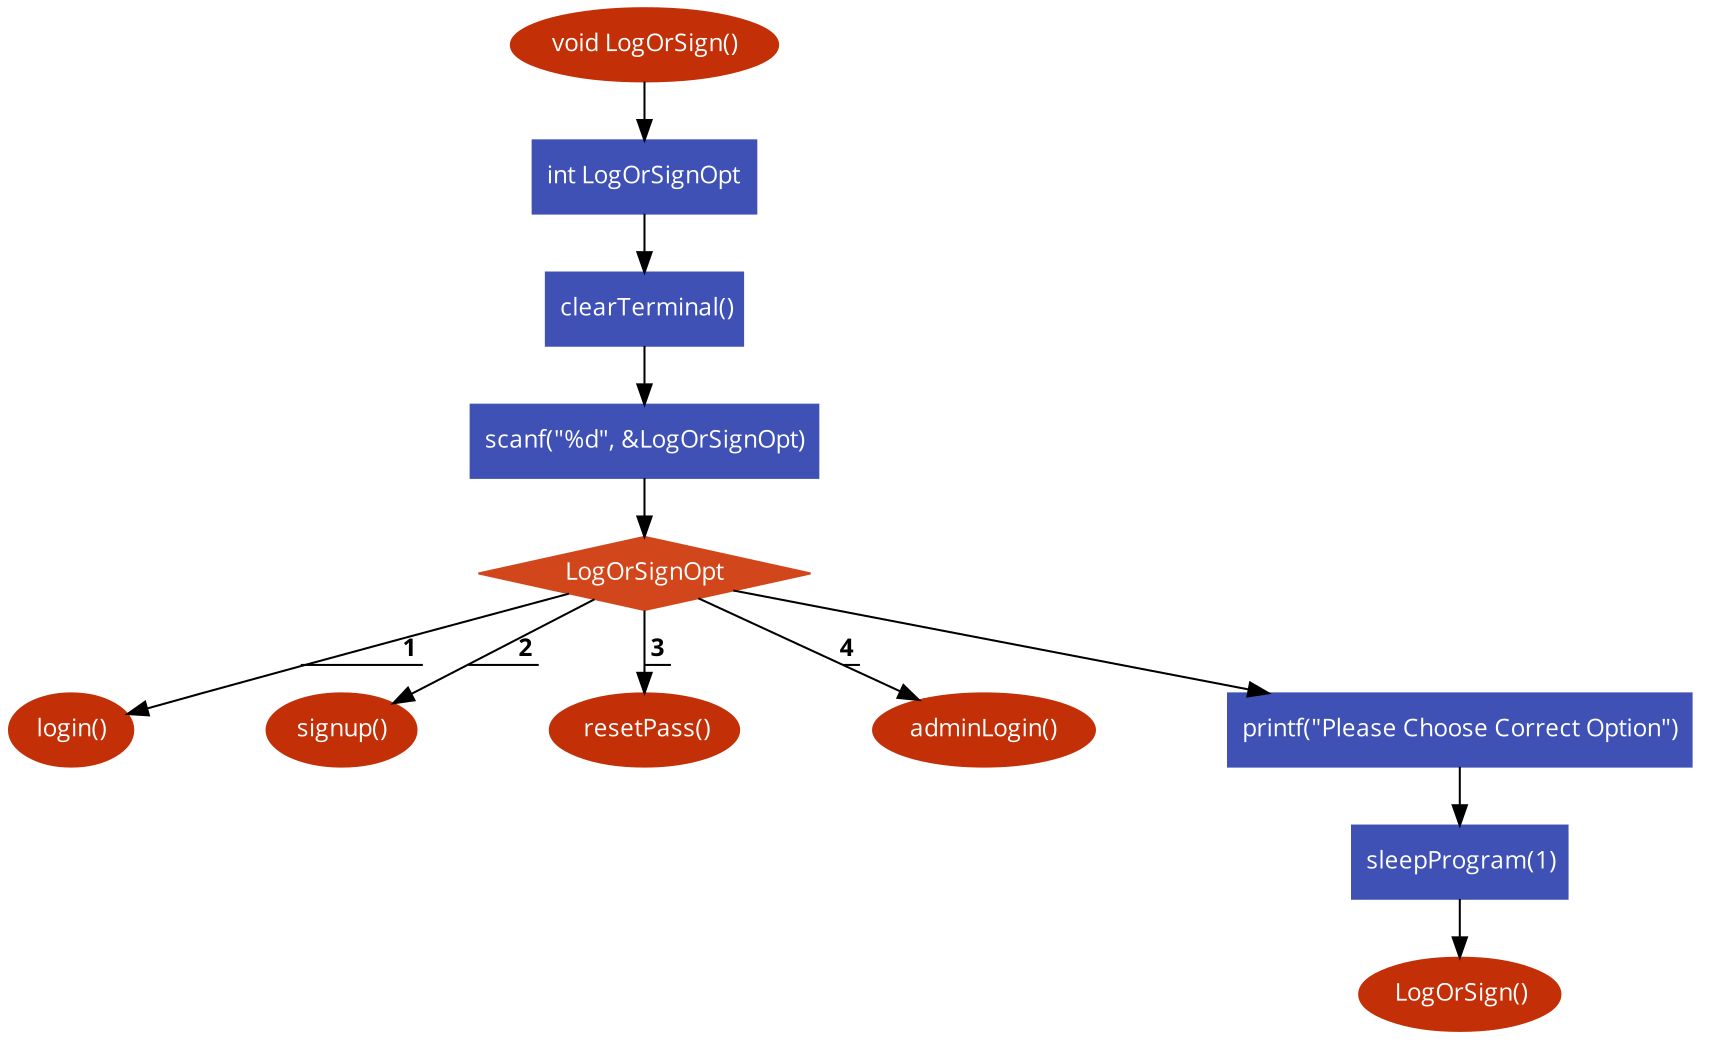 void LogOrSign()
int LogOrSignOpt
clearTerminal()
scanf("%d", &LogOrSignOpt)
LogOrSignOpt
1
2
3
4
login()
signup()
resetPass()
adminLogin()
printf("Please Choose Correct Option")
sleepProgram(1)
LogOrSign()